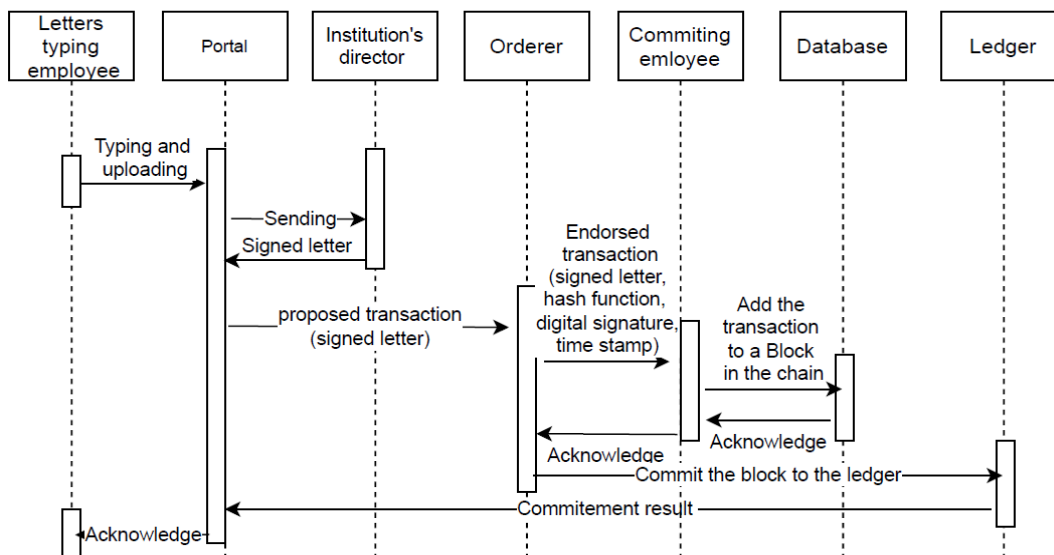 Letters
typing
employee
Portal
Institution's
director
Orderer
Commiting
emloyee
Database
Ledger
Typing and
uploading
Sending
Signed letter
proposed transaction
(signed letter)
Endorsed
transaction
(signed letter,
hash function,
digital signature,
time stamp)
Add the
transaction
to a Block
in the chain
Acknowledge
Acknowledge
Commit the block to the ledger
Commitement result
Acknowledge